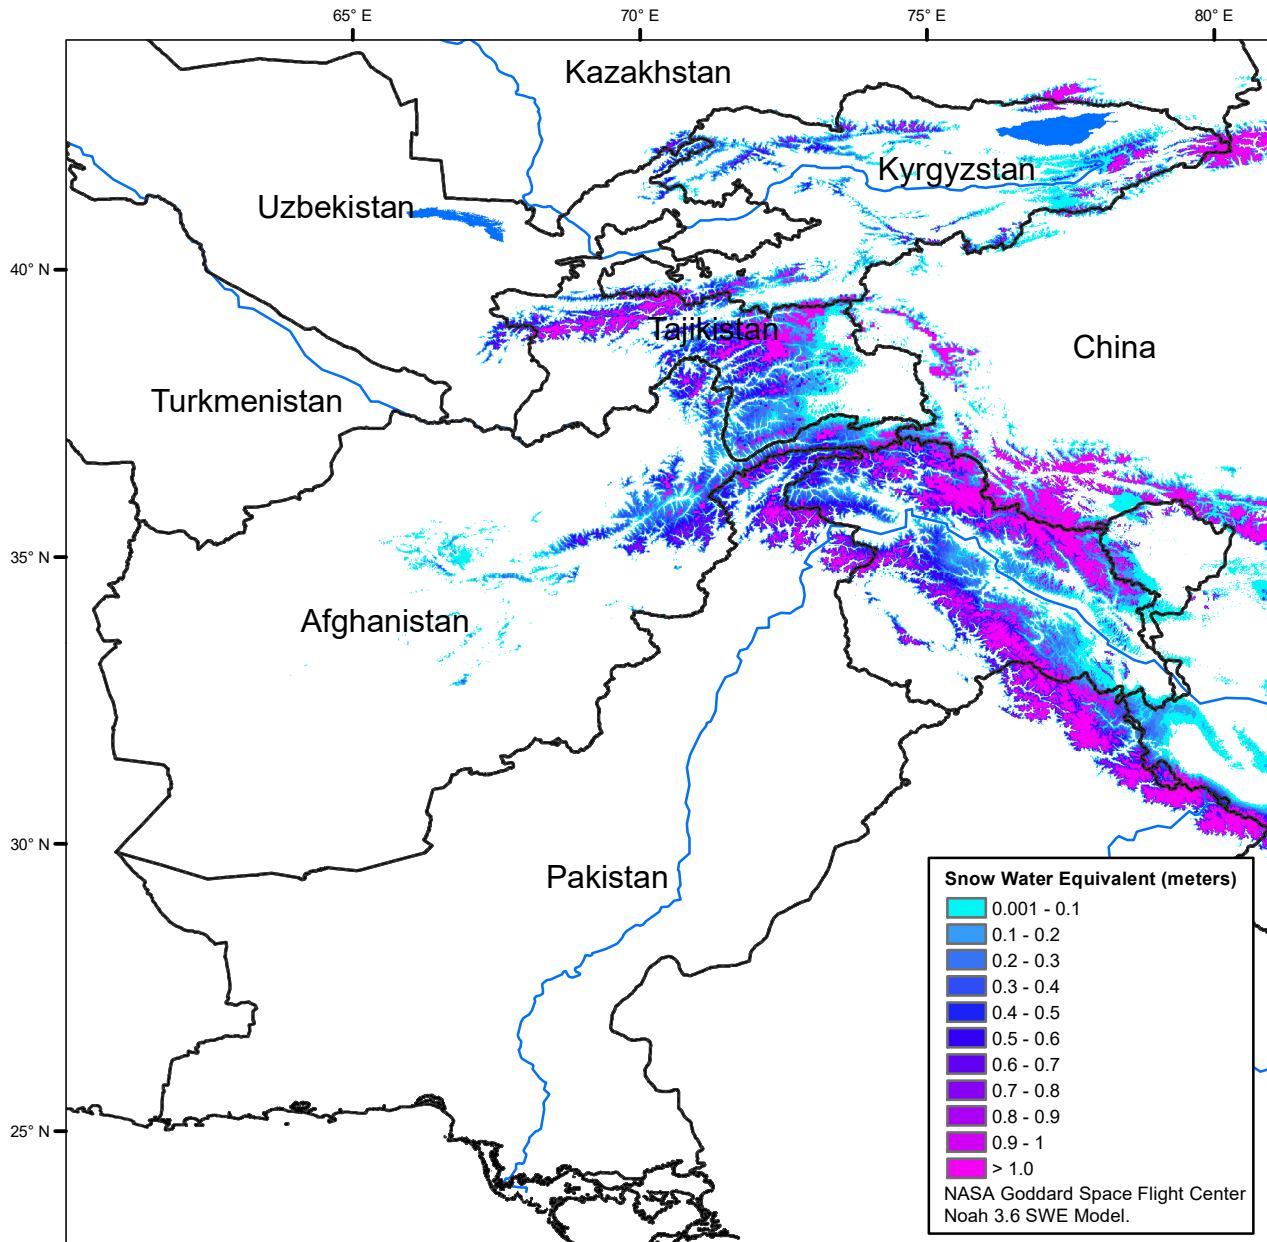 65° E
70° E
75° E
80° E
Kazakhstan
Kyrgyzstan
Uzbekistan
40° N
Tajikistan
China
Turkmenistan
35° N
Afghanistan
30° N
Pakistan
25° N
Snow Water Equivalent (meters)
0.001 - 0.1
0.1 - 0.2
0.2 - 0.3
0.3 - 0.4
0.4 - 0.5
0.5 - 0.6
0.6 - 0.7
0.7 - 0.8
0.8 - 0.9
0.9 - 1
> 1.0
NASA Goddard Space Flight Center
Noah 3.6 SWE Model.